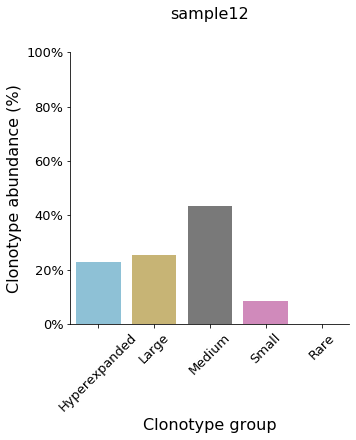 sample12
Clonotype abundance (%)
100%
80%
60%
40%
20%
0%
Hyperexpanded
Large
Medium
Small
Rare
Clonotype group